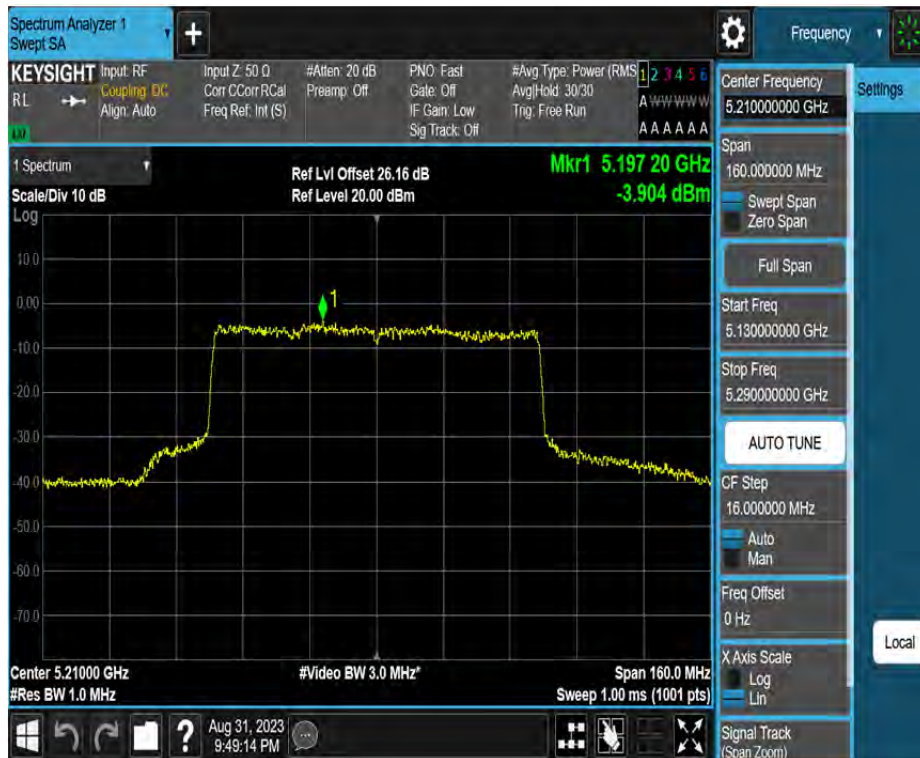 Spectrum Analyzer 1
Swept SA
+
Frequency
KEYSIGHT
RL
LXI
Input: RF
Coupling: DC
Align: Auto
Input Z: 50 Ω
Corr CCorr RCal
Freq Ref: Int (S)
#Atten: 20 dB
Preamp: Off
PNO: Fast
Gate: Off
IF Gain: Low
Sig Track: Off
#Avg Type: Power (RMS
Avg|Hold: 30/30
Trig: Free Run
1 2 3 4 5 6
A W W W W W
A A A A A A
1 Spectrum
Scale/Div 10 dB
Log
Ref Lvl Offset 26.16 dB
Ref Level 20.00 dBm
Mkr1 5.197 20 GHz
-3.904 dBm
10.0
0.00
-10.0
-20.0
-30.0
-40.0
-50.0
-60.0
-70.0
1
Center 5.21000 GHz
#Res BW 1.0 MHz
#Video BW 3.0 MHz*
Span 160.0 MHz
Sweep 1.00 ms (1001 pts)
?
Aug 31, 2023
9:49:14 PM
Center Frequency
5.210000000 GHz
Span
160.000000 MHz
Swept Span
Zero Span
Full Span
Start Freq
5.130000000 GHz
Stop Freq
5.290000000 GHz
AUTO TUNE
CF Step
16.000000 MHz
Auto
Man
Freq Offset
0 Hz
X Axis Scale
Log
Lin
Signal Track
(Span Zoom)
Settings
Local